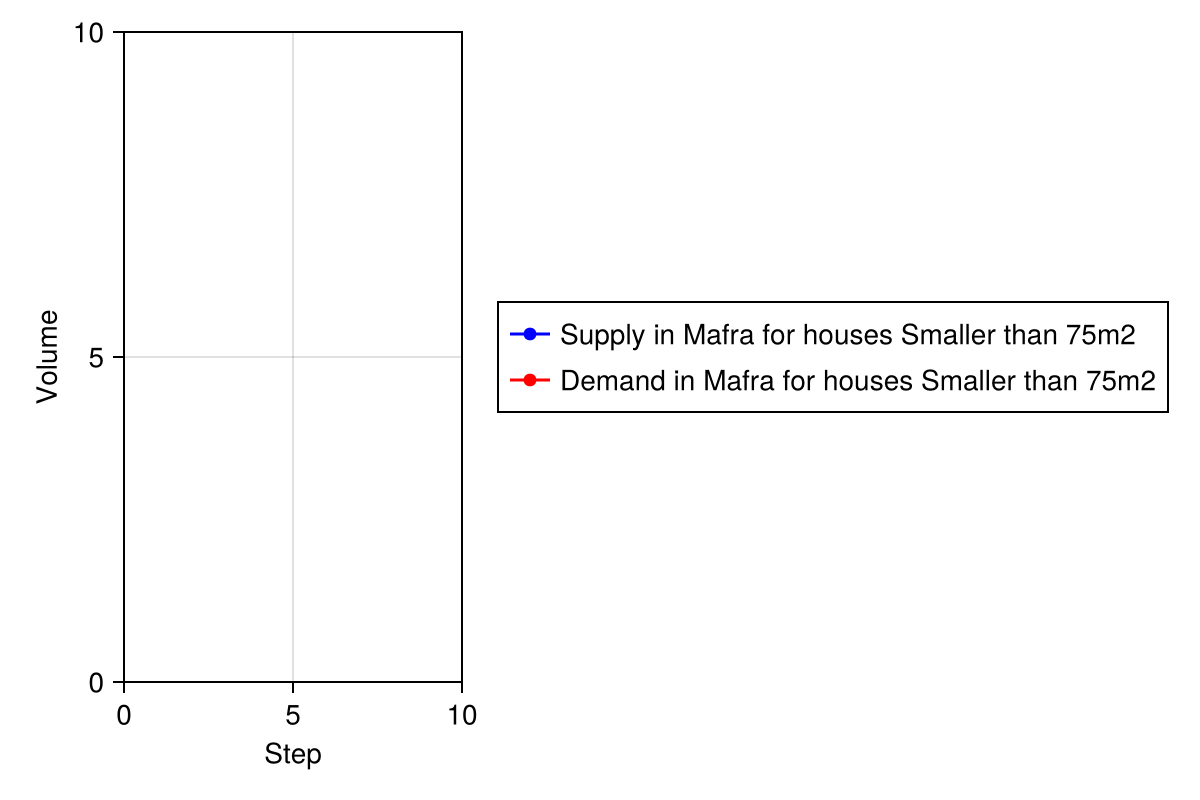 10
5
0
Volume
0 5 10
Step
Supply in Mafra for houses Smaller than 75m2
Demand in Mafra for houses Smaller than 75m2